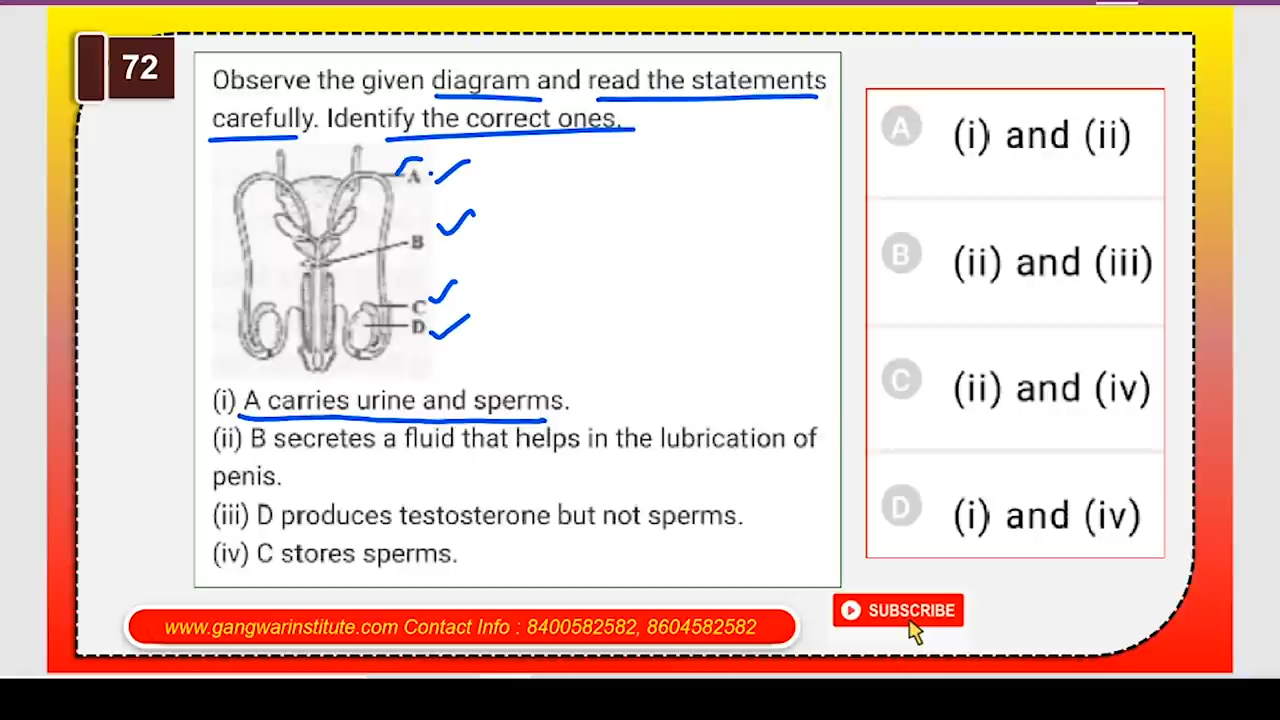 72
Observe the given diagram and read the statements
carefully. Identify the correct ones.
A
B
C
D
(i) A carries urine and sperms.
(ii) B secretes a fluid that helps in the lubrication of
penis.
(iii) D produces testosterone but not sperms.
(iv) C stores sperms.
A (i) and (ii)
B (ii) and (iii)
C (ii) and (iv)
D (i) and (iv)
www.gangwarinstitute.com Contact Info : 8400582582, 8604582582
SUBSCRIBE